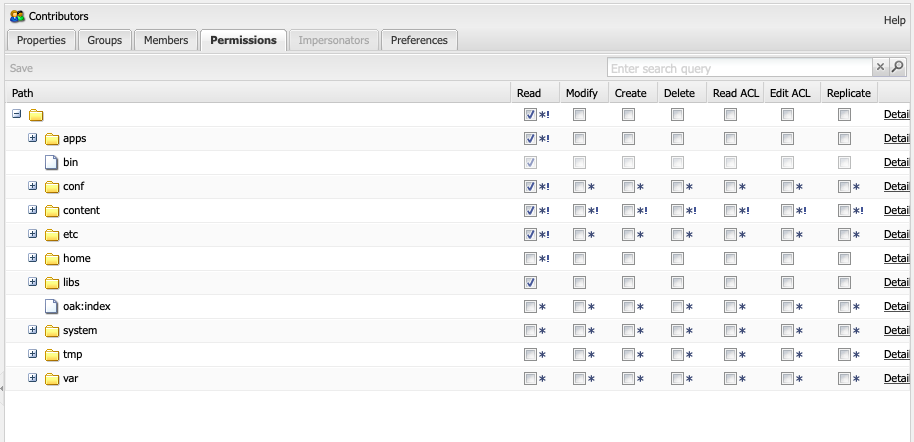 Contributors
Help
Properties Groups Members Permissions Impersonators Preferences
Save Enter search query
Path Read Modify Create Delete Read ACL Edit ACL Replicate
*! Detai
apps *! Detai
bin Detai
conf *! * * * * * * Detai
content *! *! *! *! *! *! *! Detai
etc *! * * * * * * Detai
home *! Detai
libs Detai
oak:index * * * * * * * Detai
system * * * * * * * Detai
tmp * * * * * * * Detai
var * * * * * * * Detai